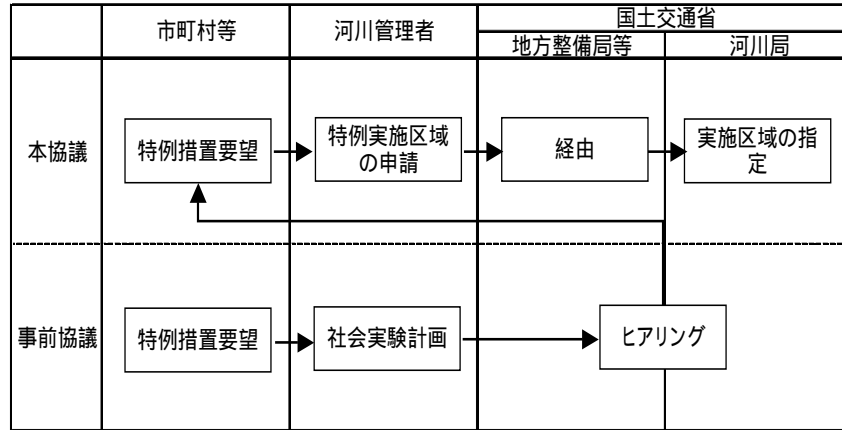 市町村等
河川管理者
国土交通省
地方整備局等
河川局
本協議
特例措置要望
特例実施区域
の申請
経由
実施区域の指
定
事前協議
特例措置要望
社会実験計画
ヒアリング